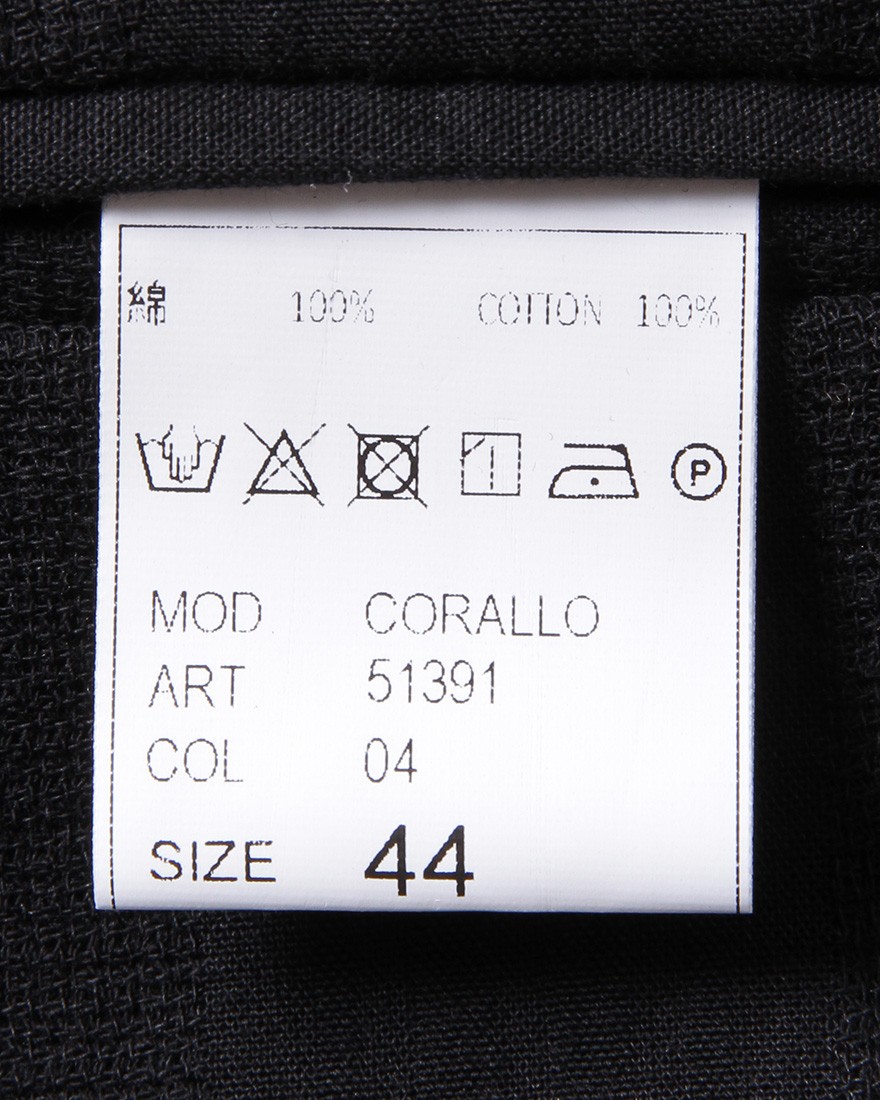 綿 100% COTTON 100%
P
MOD CORALLO
ART 51391
COL 04
SIZE 44